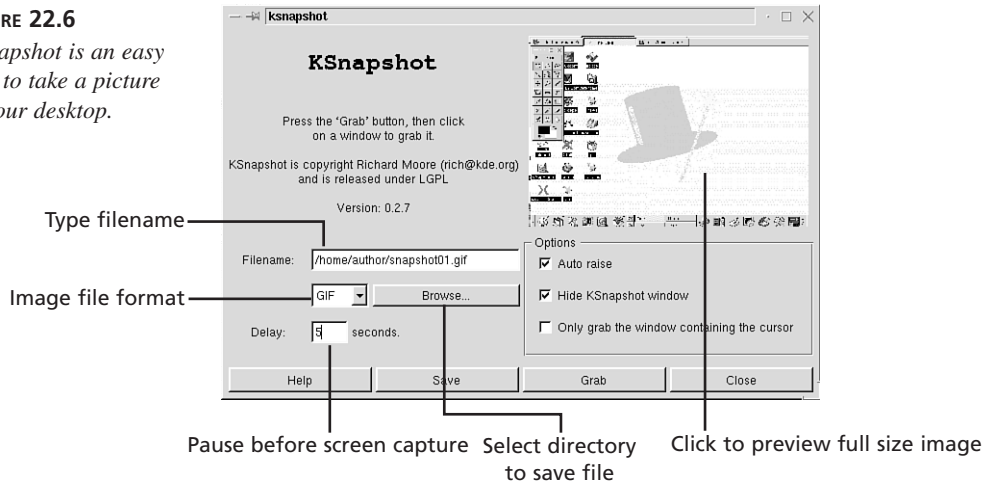 RE 22.6
apshot is an easy
to take a picture
our desktop.
ksnapshot
KSnapshot
Press the 'Grab' button, then click
on a window to grab it.
KSnapshot is copyright Richard Moore (rich@kde.org)
and is released under LGPL
Version: 0.2.7
Type filename
Filename: /home/author/snapshot01.gif
Image file format
GIF Browse...
Delay: 5 seconds.
Options
Auto raise
Hide KSnapshot window
Only grab the window containing the cursor
Help Save Grab Close
Pause before screen capture
Select directory
to save file
Click to preview full size image